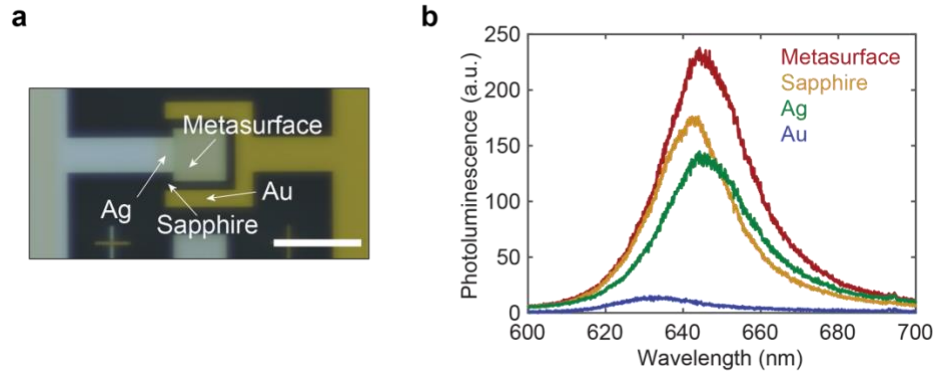 a
Metasurface
Ag
Sapphire
Au
b
Photoluminescence (a.u.)
250
200
150
100
50
0
Metasurface
Sapphire
Ag
Au
600 620 640 660 680 700
Wavelength (nm)